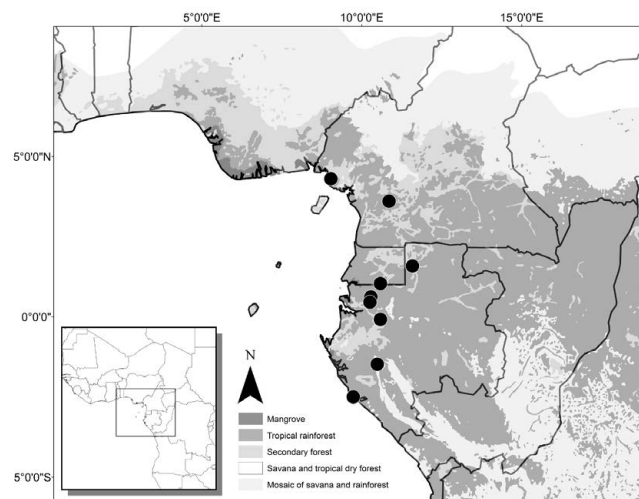 5°0'0"E 10°0'0"E 15°0'0"E
5°0'0"N
0°0'0"
5°0'0"S
N
Mangrove
Tropical rainforest
Secondary forest
Savana and tropical dry forest
Mosaic of savana and rainforest